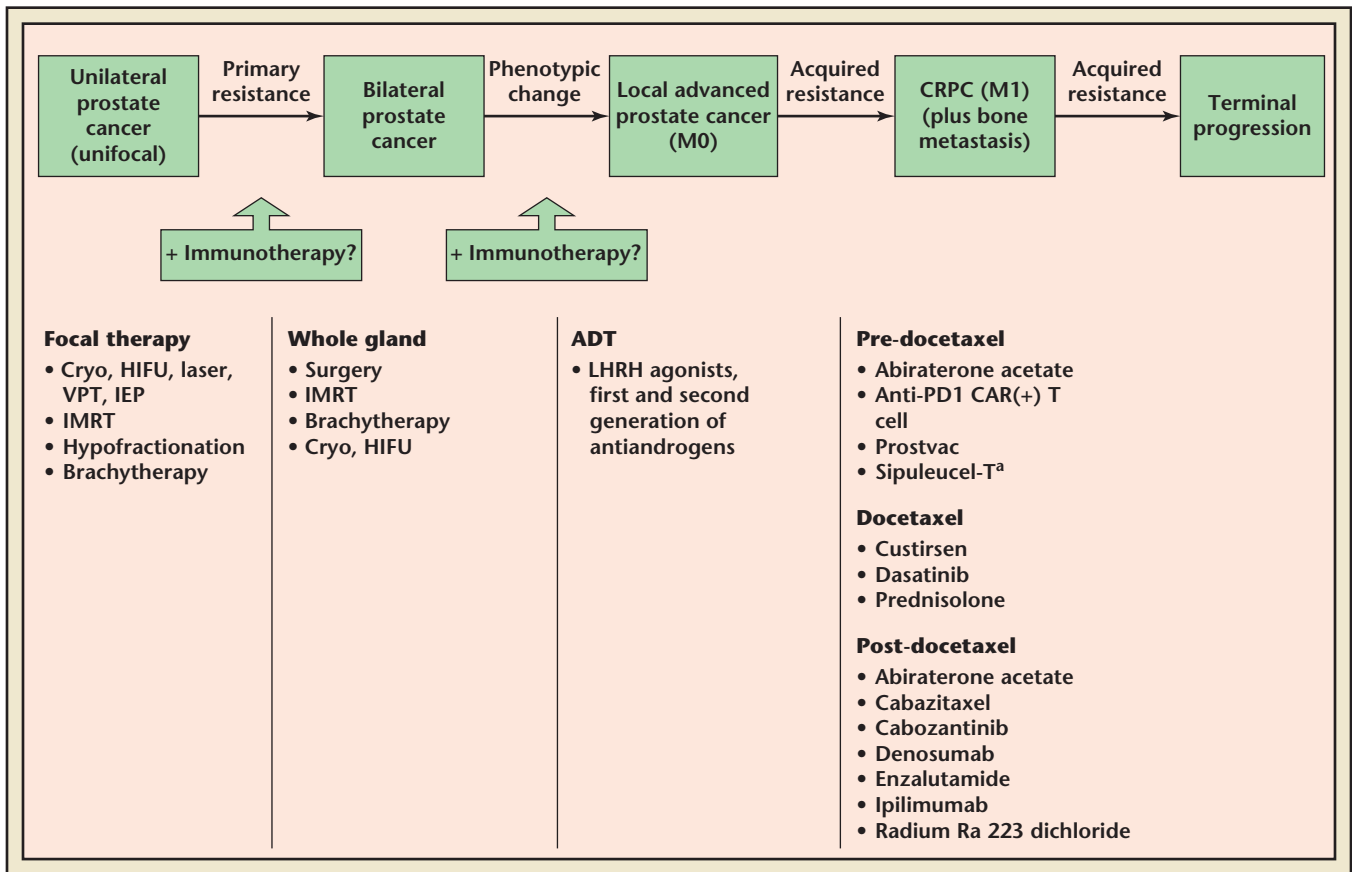 Unilateral
prostate
cancer
(unifocal)
Primary
resistance
Bilateral
prostate
cancer
Phenotypic
change
Local advanced
prostate cancer
(M0)
Acquired
resistance
CRPC (M1)
(plus bone
metastasis)
Acquired
resistance
Terminal
progression
+ Immunotherapy?
+ Immunotherapy?
Focal therapy
• Cryo, HIFU, laser,
VPT, IEP
• IMRT
• Hypofractionation
• Brachytherapy
Whole gland
• Surgery
• IMRT
• Brachytherapy
• Cryo, HIFU
ADT
• LHRH agonists,
first and second
generation of
antiandrogens
Pre-docetaxel
• Abiraterone acetate
• Anti-PD1 CAR(+) T
cell
• Prostvac
• Sipuleucel-Tᵃ
Docetaxel
• Custirsen
• Dasatinib
• Prednisolone
Post-docetaxel
• Abiraterone acetate
• Cabazitaxel
• Cabozantinib
• Denosumab
• Enzalutamide
• Ipilimumab
• Radium Ra 223 dichloride